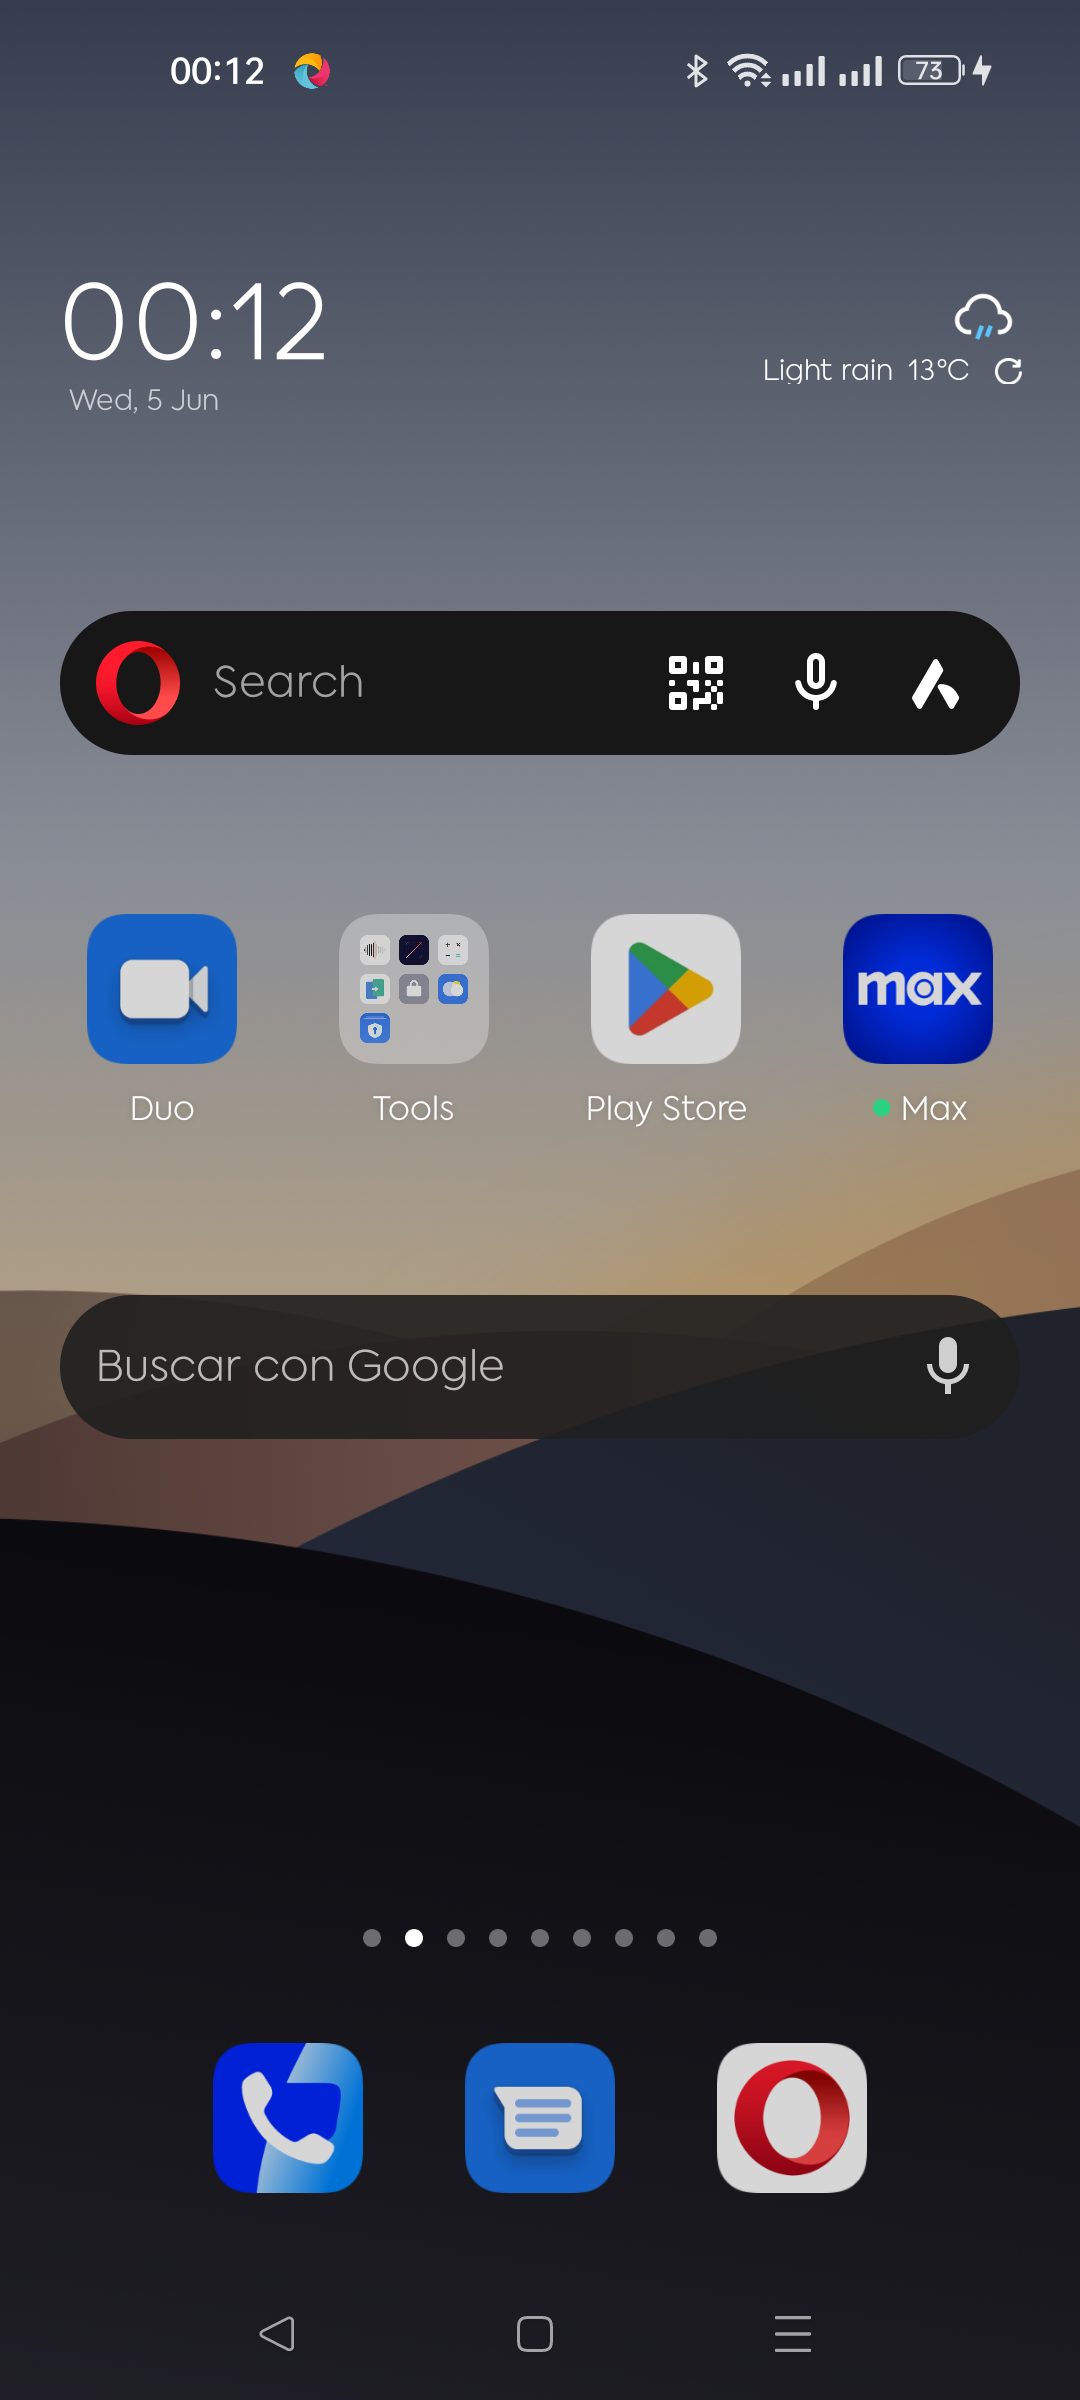 00:12
73
00:12
Wed, 5 Jun
Light rain 13°C
Search
max
Duo
Tools
Play Store
Max
Buscar con Google